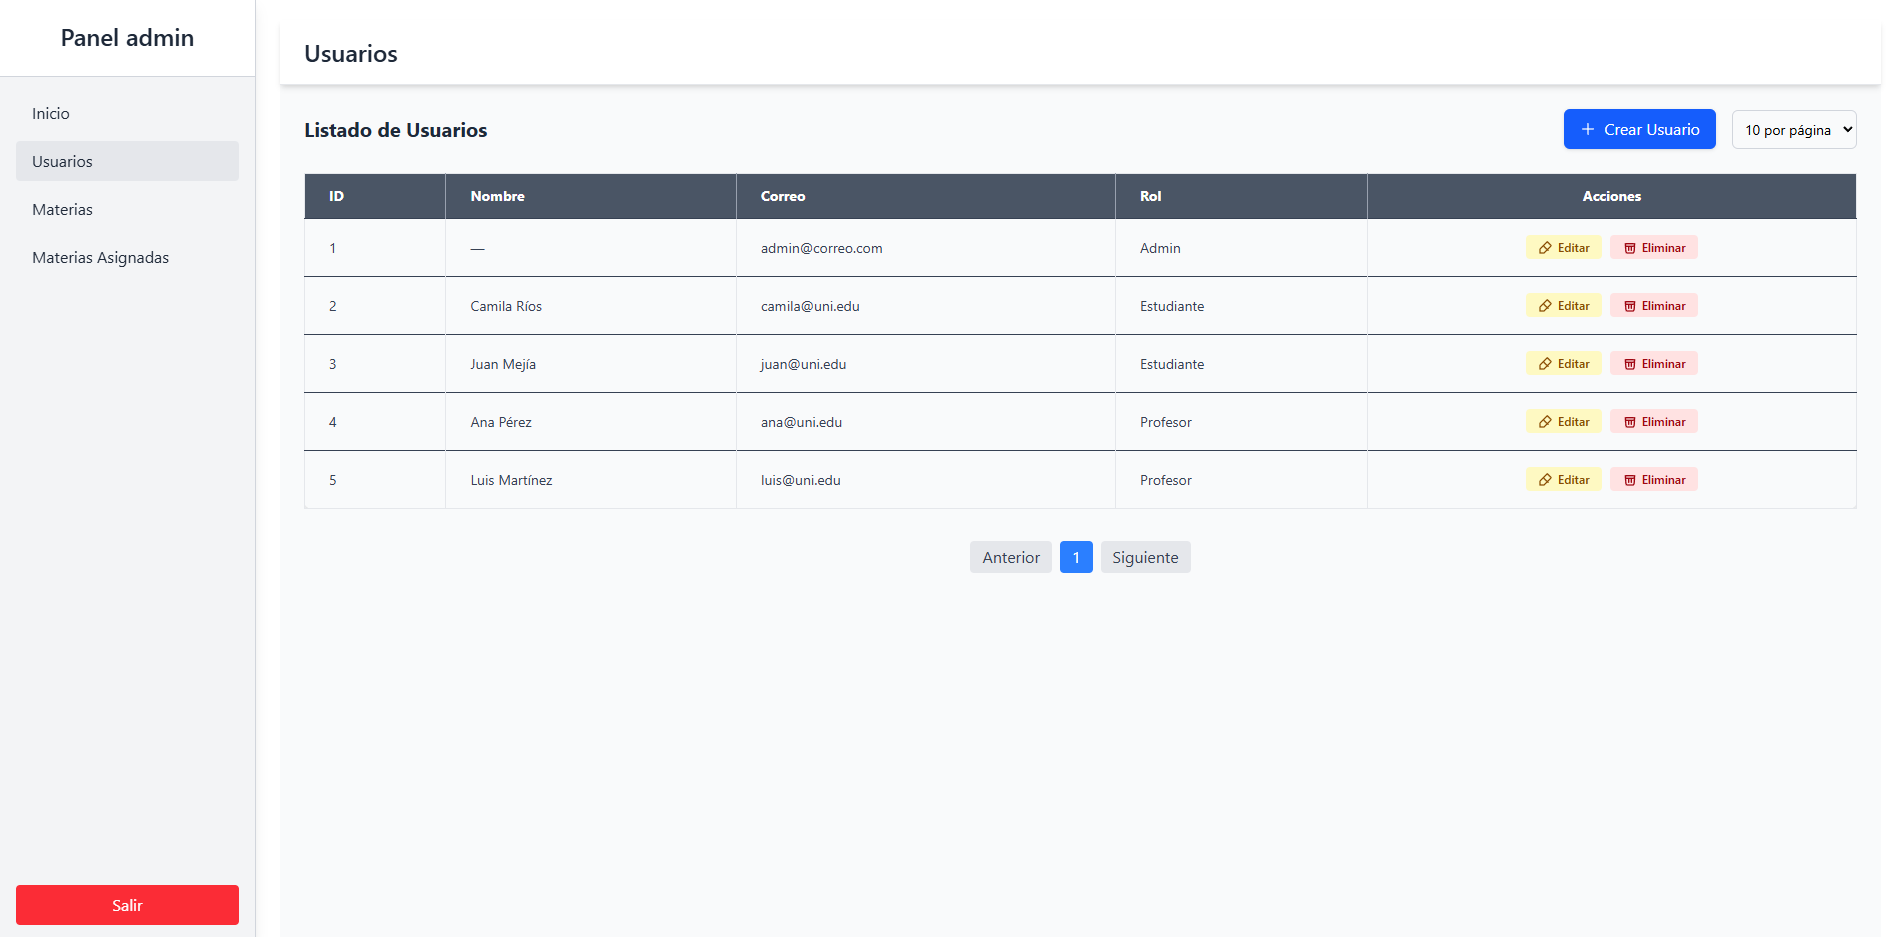 Panel admin
Inicio
Usuarios
Materias
Materias Asignadas
Salir
Usuarios
Listado de Usuarios
+ Crear Usuario
10 por página
ID Nombre Correo Rol Acciones
1 — admin@correo.com Admin Editar Eliminar
2 Camila Ríos camila@uni.edu Estudiante Editar Eliminar
3 Juan Mejía juan@uni.edu Estudiante Editar Eliminar
4 Ana Pérez ana@uni.edu Profesor Editar Eliminar
5 Luis Martínez luis@uni.edu Profesor Editar Eliminar
Anterior 1 Siguiente